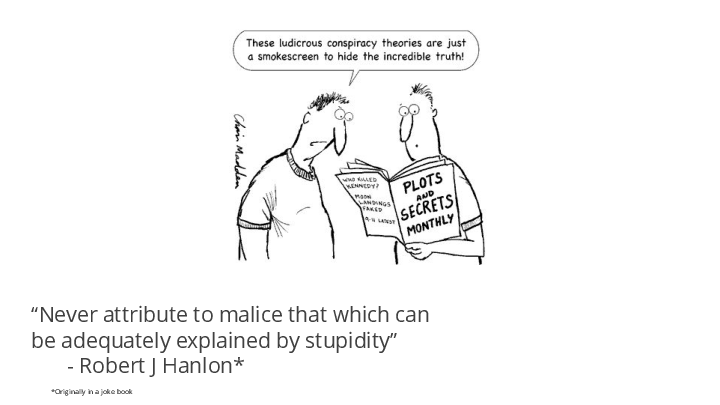 These ludicrous conspiracy theories are just
a smokescreen to hide the incredible truth!
Chris Madden
WHO KILLED
KENNEDY?
MOON
LANDINGS
FAKED
9-11 LATEST
PLOTS
AND
SECRETS
MONTHLY
“Never attribute to malice that which can
be adequately explained by stupidity”
- Robert J Hanlon*
*Originally in a joke book